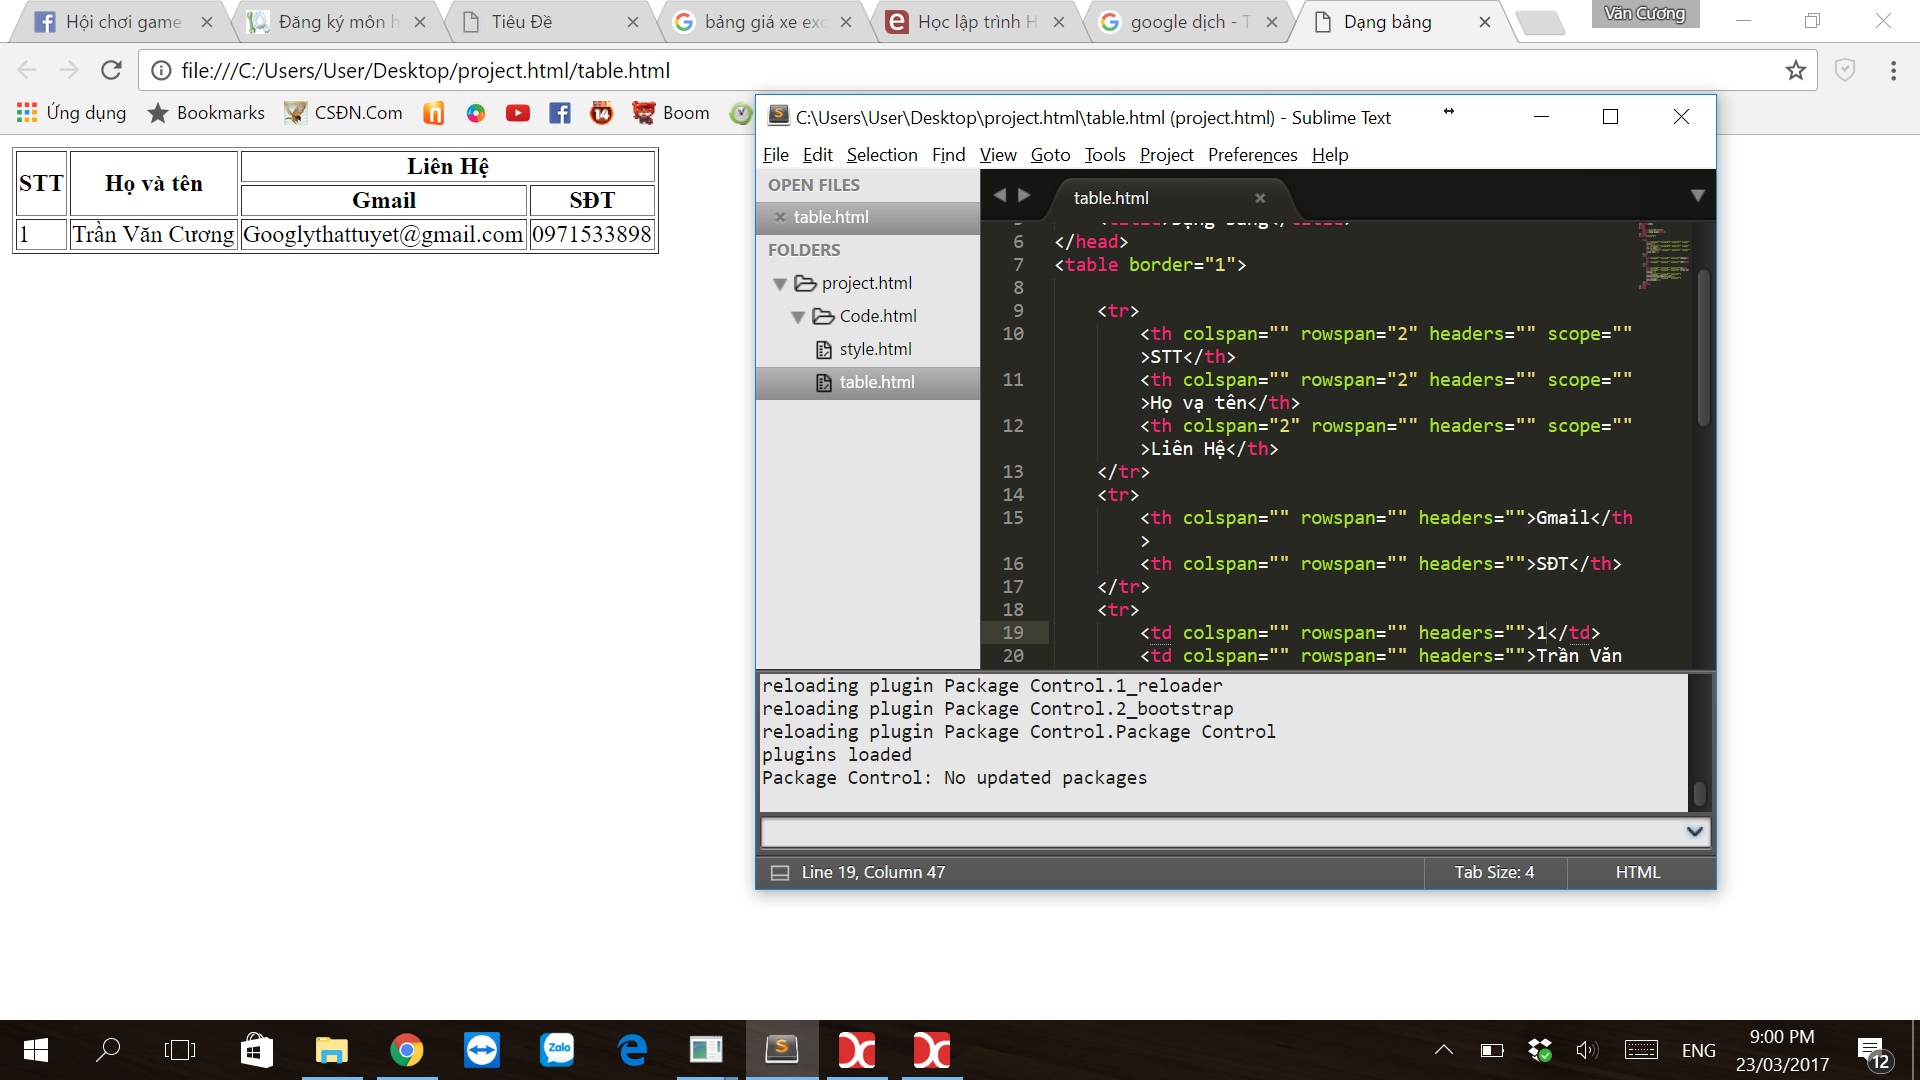 Hội chơi game
Đăng ký môn h
Tiêu Đề
bảng giá xe exc
Học lập trình H
google dịch - T
Dạng bảng
Văn Cương
file:///C:/Users/User/Desktop/project.html/table.html
Ứng dụng
Bookmarks
CSĐN.Com
14
Boom
STT
Họ và tên
Liên Hệ
Gmail
SĐT
1
Trần Văn Cương
Googlythattuyet@gmail.com
0971533898
C:\Users\User\Desktop\project.html\table.html (project.html) - Sublime Text
File Edit Selection Find View Goto Tools Project Preferences Help
OPEN FILES
table.html
FOLDERS
project.html
Code.html
style.html
table.html
table.html
6 </head>
7 <table border="1">
8
9 <tr>
10 <th colspan="" rowspan="2" headers="" scope=""
>STT</th>
11 <th colspan="" rowspan="2" headers="" scope=""
>Họ vạ tên</th>
12 <th colspan="2" rowspan="" headers="" scope=""
>Liên Hệ</th>
13 </tr>
14 <tr>
15 <th colspan="" rowspan="" headers="">Gmail</th
>
16 <th colspan="" rowspan="" headers="">SĐT</th>
17 </tr>
18 <tr>
19 <td colspan="" rowspan="" headers="">1</td>
20 <td colspan="" rowspan="" headers="">Trần Văn
reloading plugin Package Control.1_reloader
reloading plugin Package Control.2_bootstrap
reloading plugin Package Control.Package Control
plugins loaded
Package Control: No updated packages
Line 19, Column 47
Tab Size: 4
HTML
Zalo
ENG
9:00 PM
23/03/2017
12